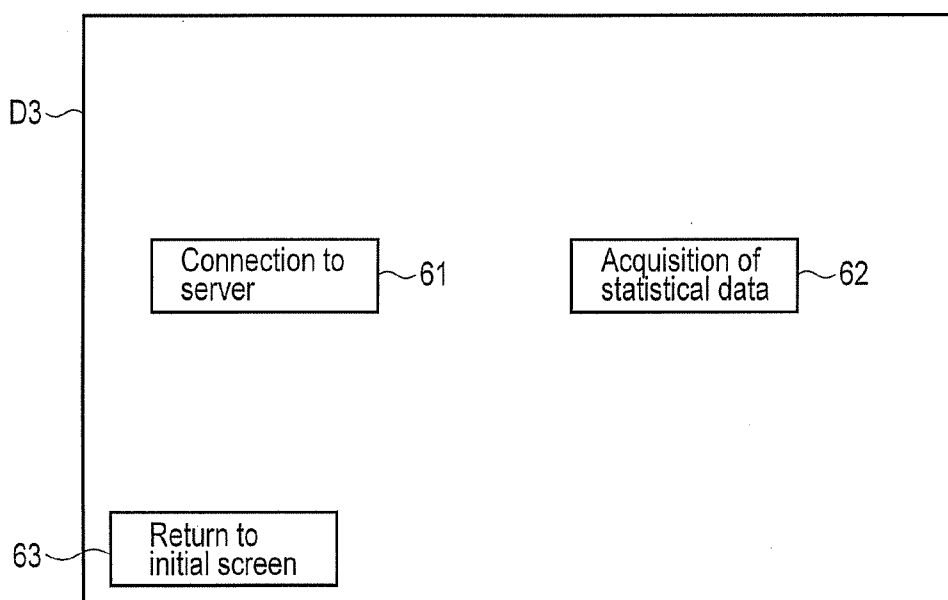 D3
Connection to
server
61
Acquisition of
statistical data
62
Return to
initial screen
63